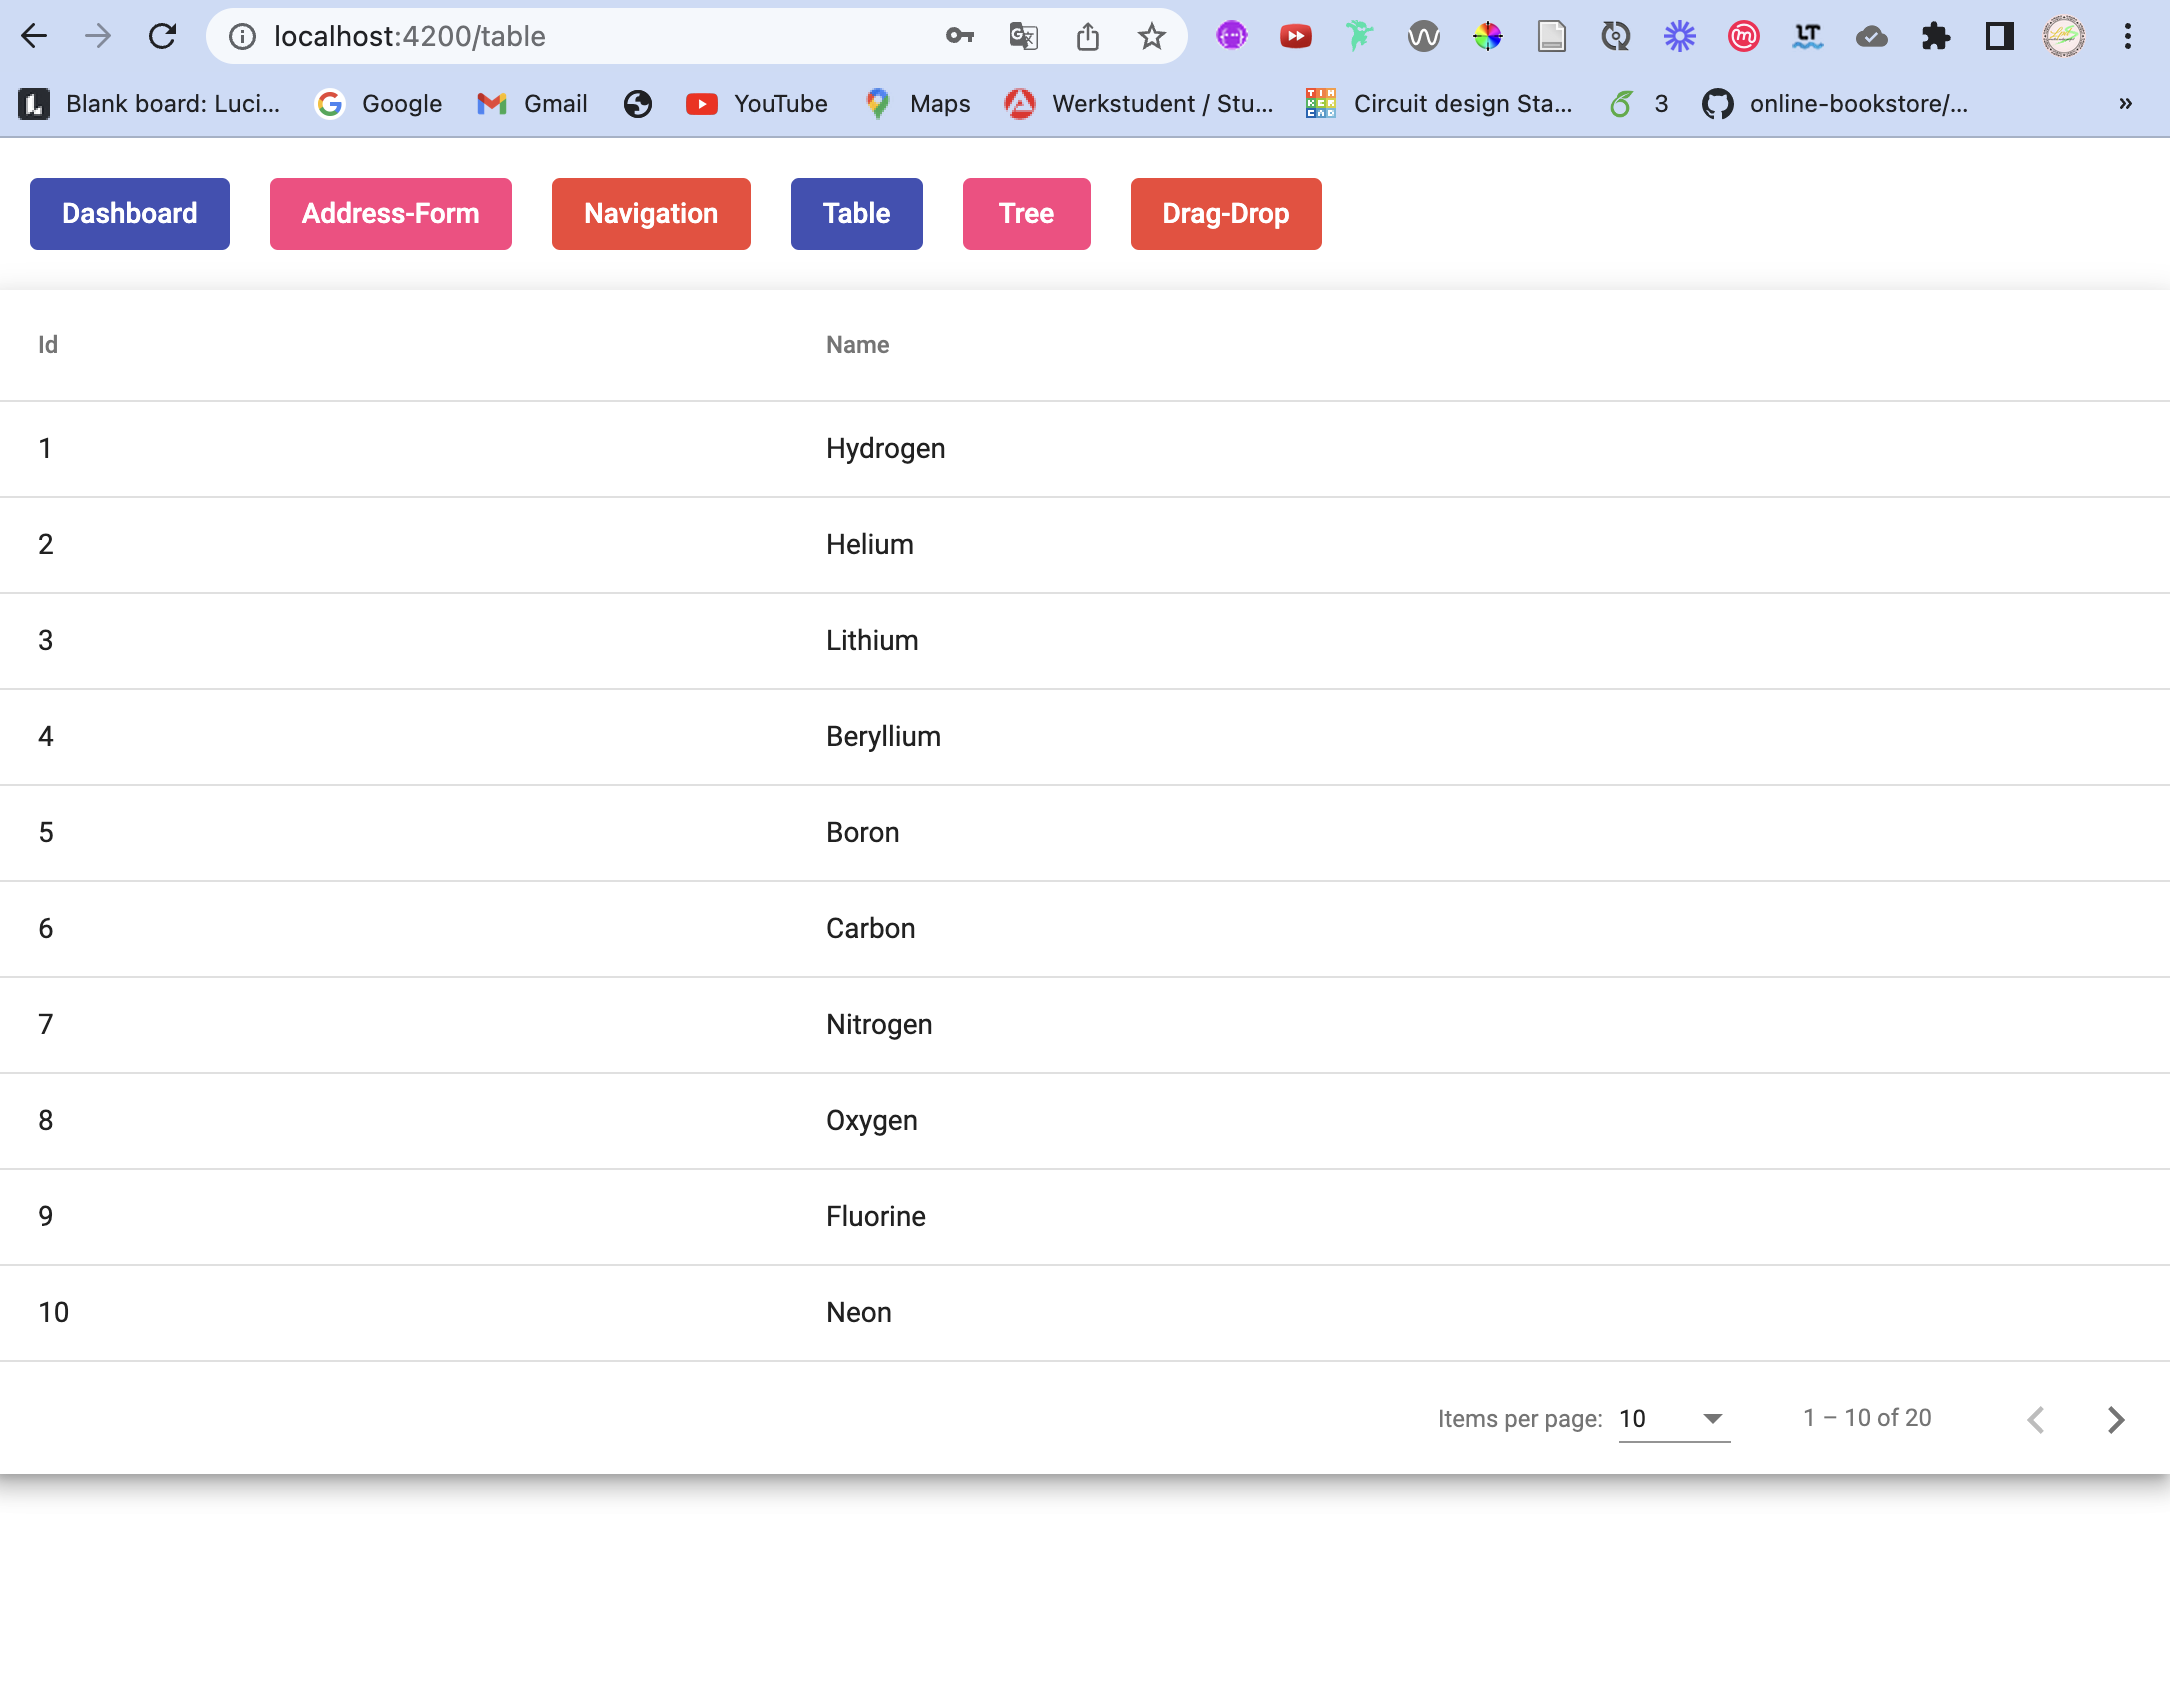 localhost:4200/table
Blank board: Luci... Google Gmail YouTube Maps Werkstudent / Stu... Circuit design Sta... 3 online-bookstore/... »
Dashboard Address-Form Navigation Table Tree Drag-Drop
Id Name
1 Hydrogen
2 Helium
3 Lithium
4 Beryllium
5 Boron
6 Carbon
7 Nitrogen
8 Oxygen
9 Fluorine
10 Neon
Items per page: 10 1 – 10 of 20